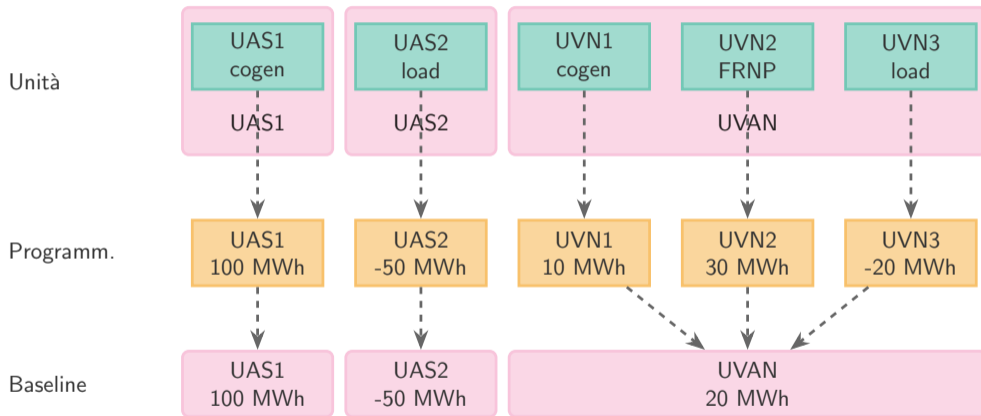 Unità
UAS1
cogen
UAS1
UAS2
load
UAS2
UVN1
cogen
UVN2
FRNP
UVN3
load
UVAN
Programm.
UAS1
100 MWh
UAS2
-50 MWh
UVN1
10 MWh
UVN2
30 MWh
UVN3
-20 MWh
Baseline
UAS1
100 MWh
UAS2
-50 MWh
UVAN
20 MWh